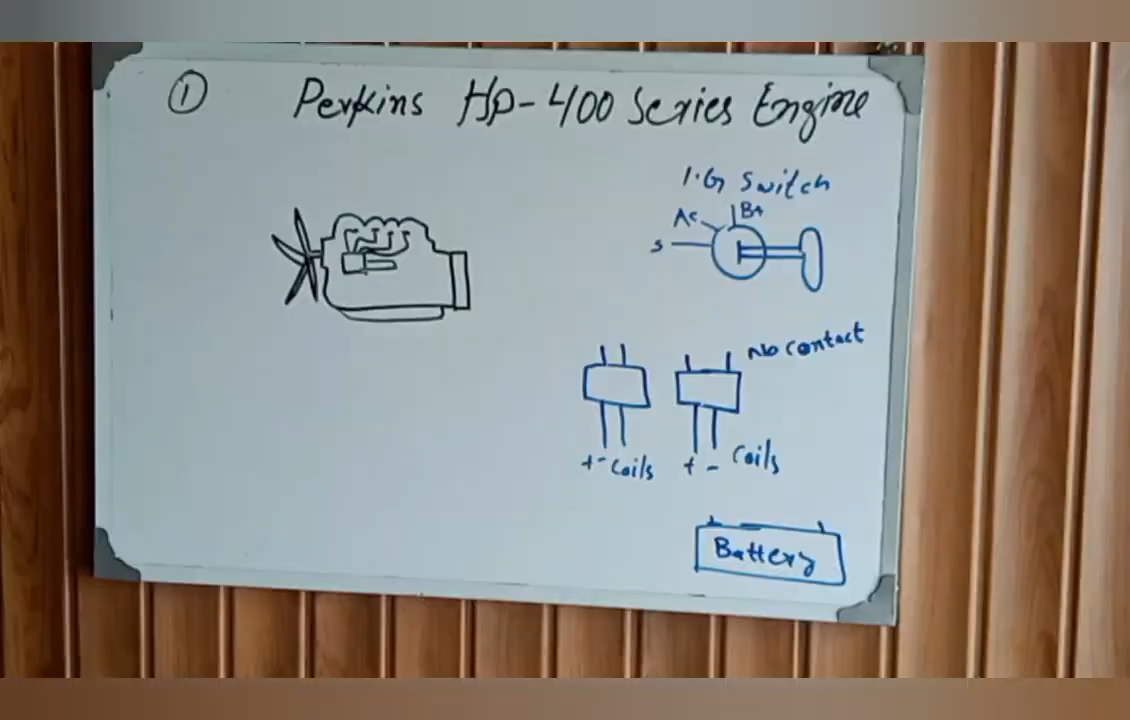 ① Perkins HP-400 Series Engine
I.G Switch
AC B+
S
No contact
+ - Coils + - Coils
Battery